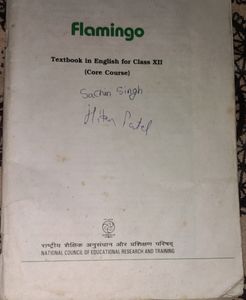 Flamingo
Textbook in English for Class XII
(Core Course)
Sachin Singh
Hiten Patel
राष्ट्रीय शैक्षिक अनुसंधान और प्रशिक्षण परिषद्
NATIONAL COUNCIL OF EDUCATIONAL RESEARCH AND TRAINING